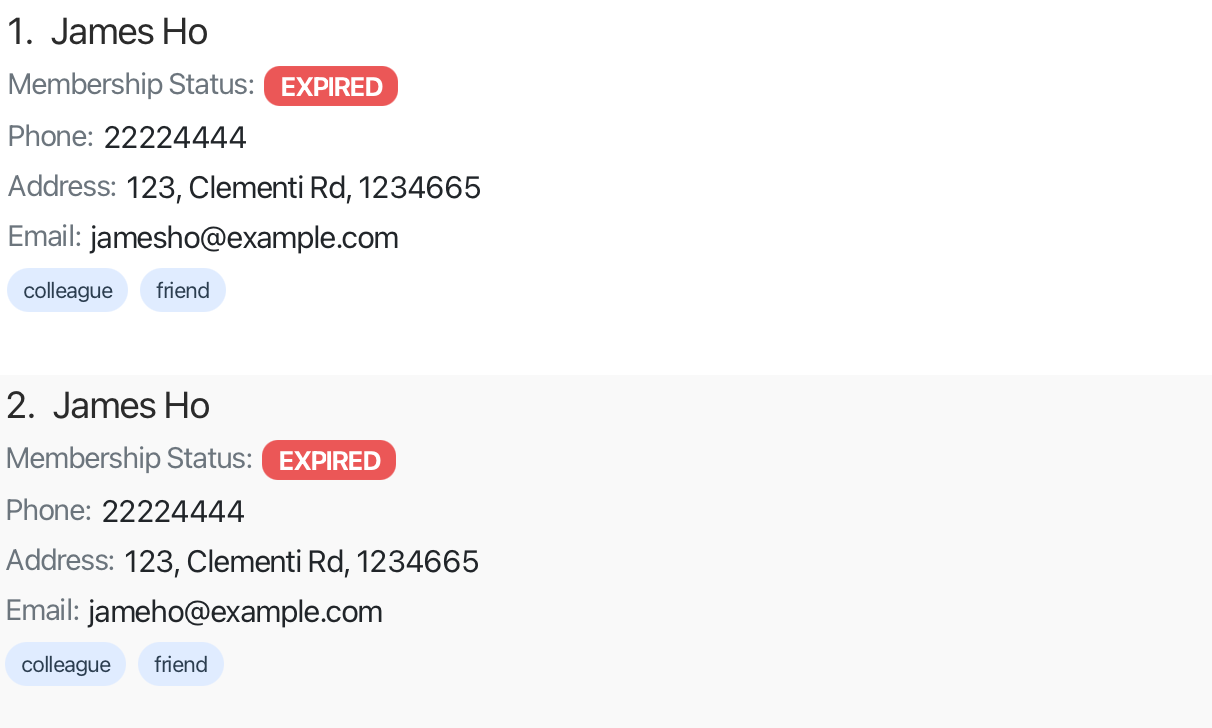 1. James Ho
Membership Status: EXPIRED
Phone: 22224444
Address: 123, Clementi Rd, 1234665
Email: jamesho@example.com
colleague friend
2. James Ho
Membership Status: EXPIRED
Phone: 22224444
Address: 123, Clementi Rd, 1234665
Email: jameho@example.com
colleague friend